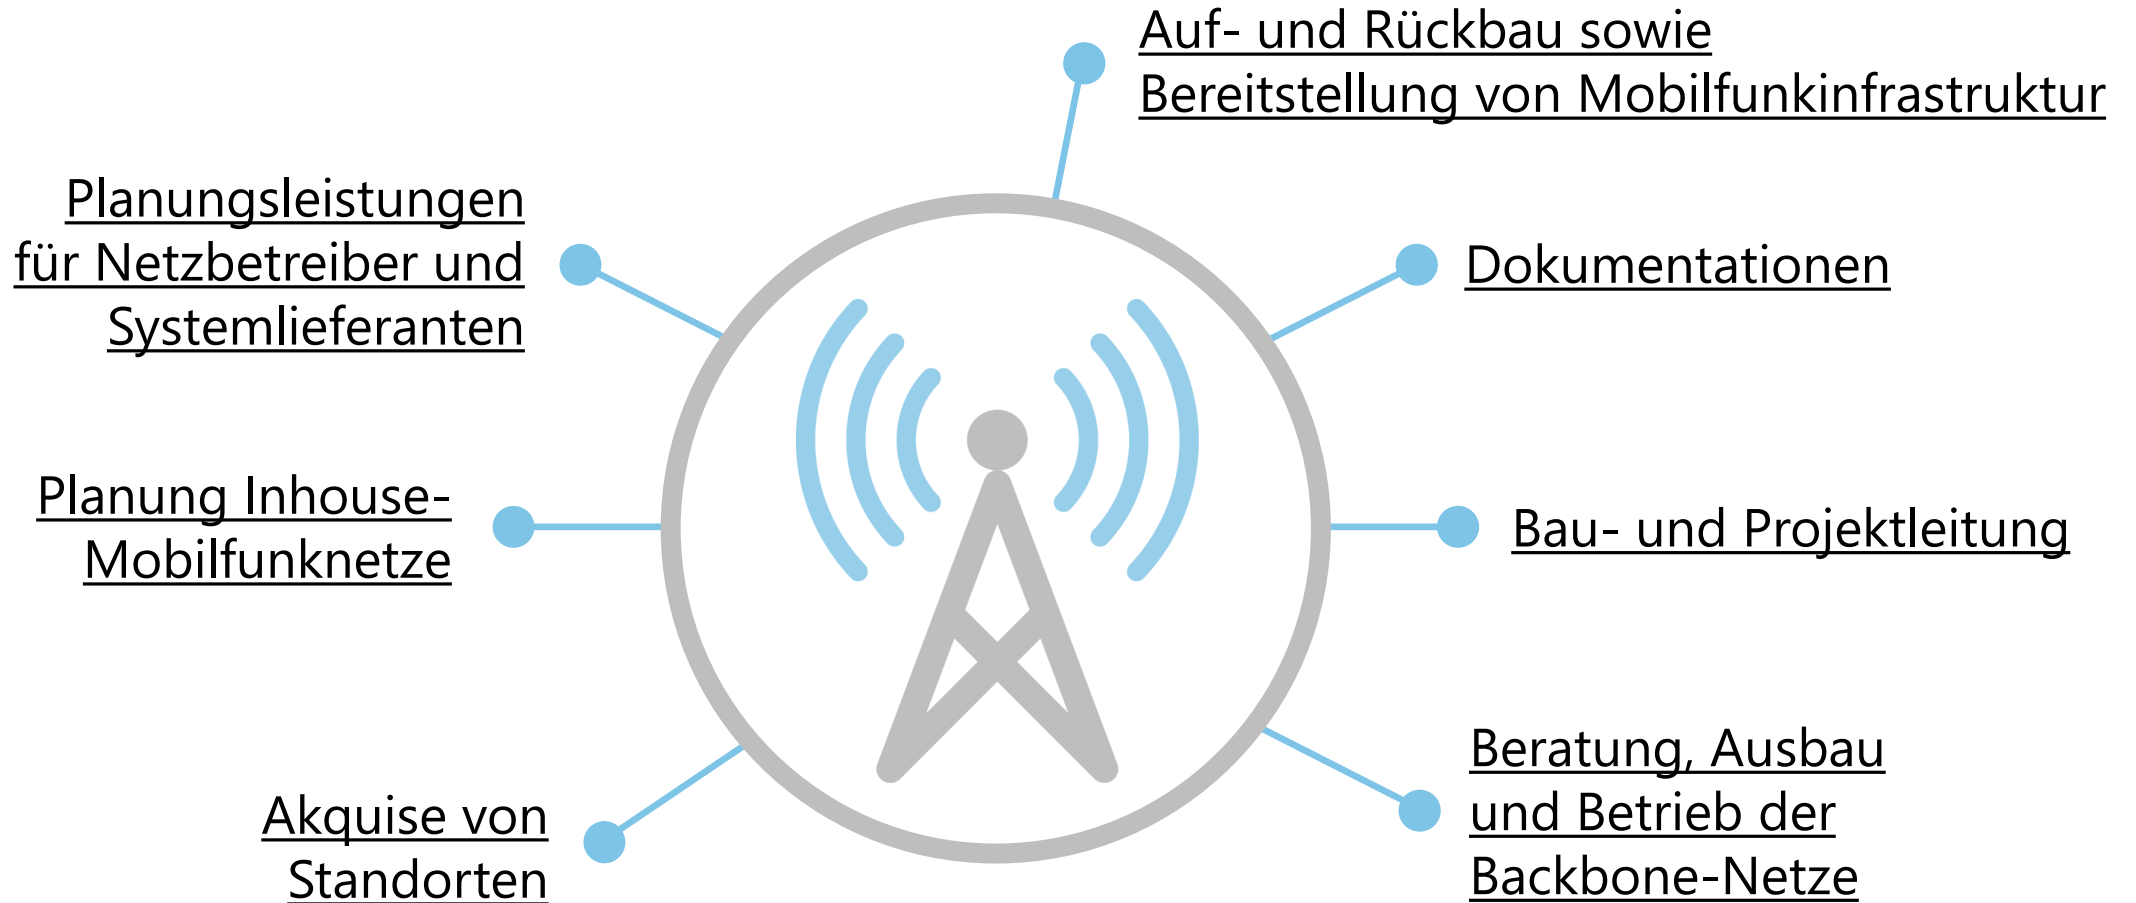 Auf- und Rückbau sowie
Bereitstellung von Mobilfunkinfrastruktur
Planungsleistungen
für Netzbetreiber und
Systemlieferanten
Dokumentationen
Planung Inhouse-
Mobilfunknetze
Bau- und Projektleitung
Akquise von
Standorten
Beratung, Ausbau
und Betrieb der
Backbone-Netze